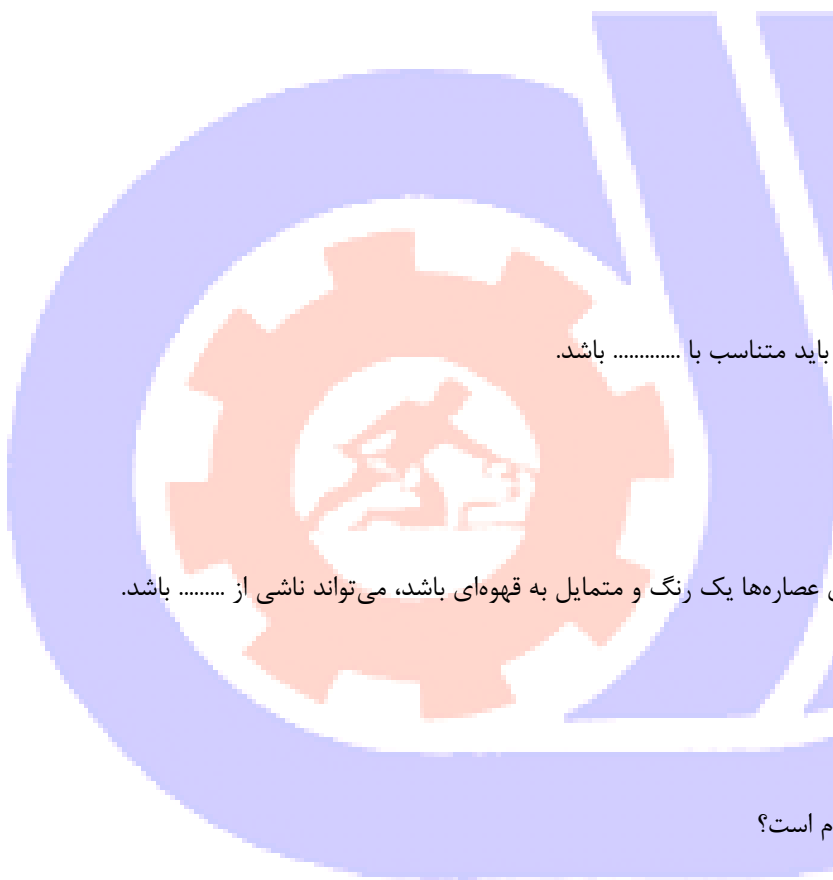 باید متناسب با ............. باشد.
عصاره‌ها یک رنگ و متمایل به قهوه‌ای باشد، می‌تواند ناشی از ......... باشد.
است؟